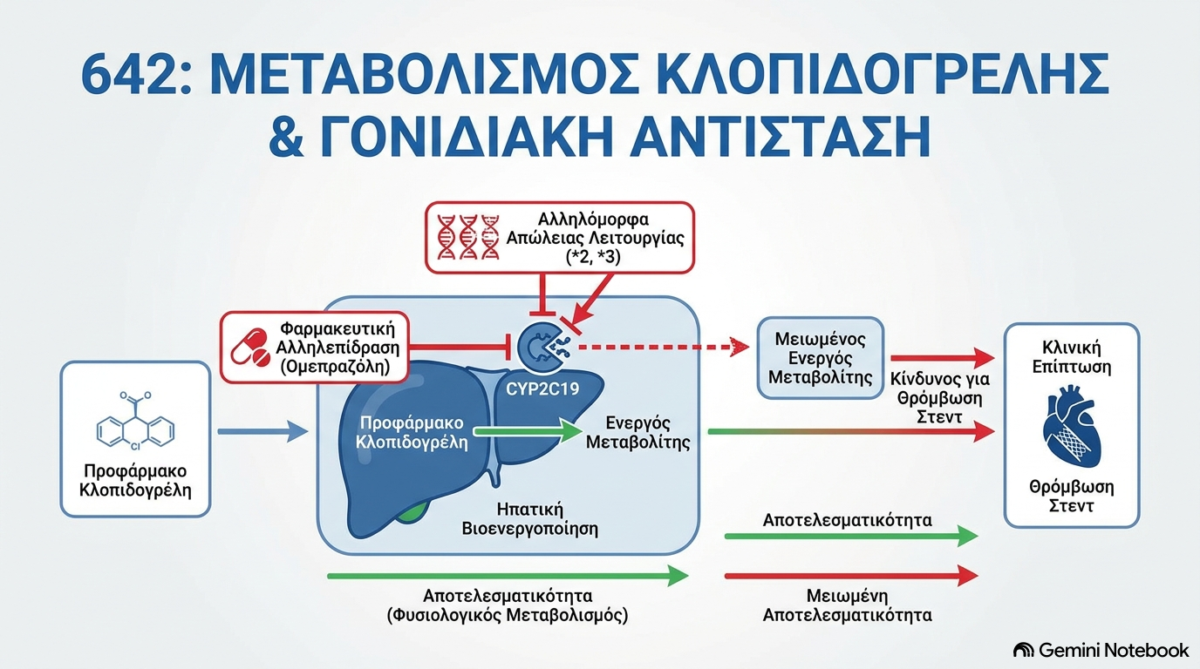 642: ΜΕΤΑΒΟΛΙΣΜΟΣ ΚΛΟΠΙΔΟΓΡΕΛΗΣ
& ΓΟΝΙΔΙΑΚΗ ΑΝΤΙΣΤΑΣΗ
Αλληλόμορφα
Απώλειας Λειτουργίας
(*2, *3)
Φαρμακευτική
Αλληλεπίδραση
(Ομεπραζόλη)
CYP2C19
Cl
Προφάρμακο
Κλοπιδογρέλη
Προφάρμακο
Κλοπιδογρέλη
Ενεργός
Μεταβολίτης
Ηπατική
Βιοενεργοποίηση
Μειωμένος
Ενεργός
Μεταβολίτης
Κίνδυνος για
Θρόμβωση
Στεντ
Κλινική
Επίπτωση
Θρόμβωση
Στεντ
Αποτελεσματικότητα
Αποτελεσματικότητα
(Φυσιολογικός Μεταβολισμός)
Μειωμένη
Αποτελεσματικότητα
Gemini Notebook